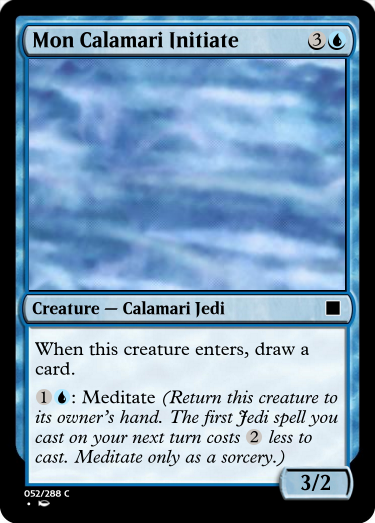 Mon Calamari Initiate 3
Creature — Calamari Jedi
When this creature enters, draw a
card.
1 : Meditate (Return this creature to
its owner's hand. The first Jedi spell you
cast on your next turn costs 2 less to
cast. Meditate only as a sorcery.)
3/2
052/288 C